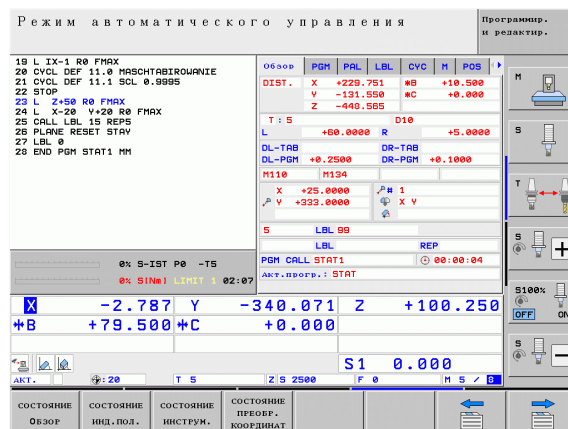 Режим автоматического управления
Программир. и редактир.
19 L IX-1 R0 FMAX
20 CYCL DEF 11.0 MASCHTABIROWANIE
21 CYCL DEF 11.1 SCL 0.9995
22 STOP
23 L Z+50 R0 FMAX
24 L X-20 Y+20 R0 FMAX
25 CALL LBL 15 REP5
26 PLANE RESET STAY
27 LBL 0
28 END PGM STAT1 MM
0% S-IST P0 -T5
0% S[Nm] LIMIT 1 02:07
Обзор PGM PAL LBL CYC M POS
DIST. X +229.751 *B +10.500
Y -131.550 *C +0.000
Z -448.565
T : 5 D10
L +60.0000 R +5.0000
DL-TAB DR-TAB
DL-PGM +0.2500 DR-PGM +0.1000
M110 M134
X +25.0000 # 1
Y +333.0000 X Y
5 LBL 99
LBL REP
PGM CALL STAT1 00:00:04
Акт.прогр.: STAT
X -2.787 Y -340.071 Z +100.250
*B +79.500 *C +0.000
S1 0.000
АКТ. :20 T 5 Z S 2500 F 0 M 5 / 8
M
S
T
S
+
S100%
OFF ON
S
−
СОСТОЯНИЕ ОБЗОР
СОСТОЯНИЕ ИНД.ПОЛ.
СОСТОЯНИЕ ИНСТРУМ.
СОСТОЯНИЕ ПРЕОБР. КООРДИНАТ